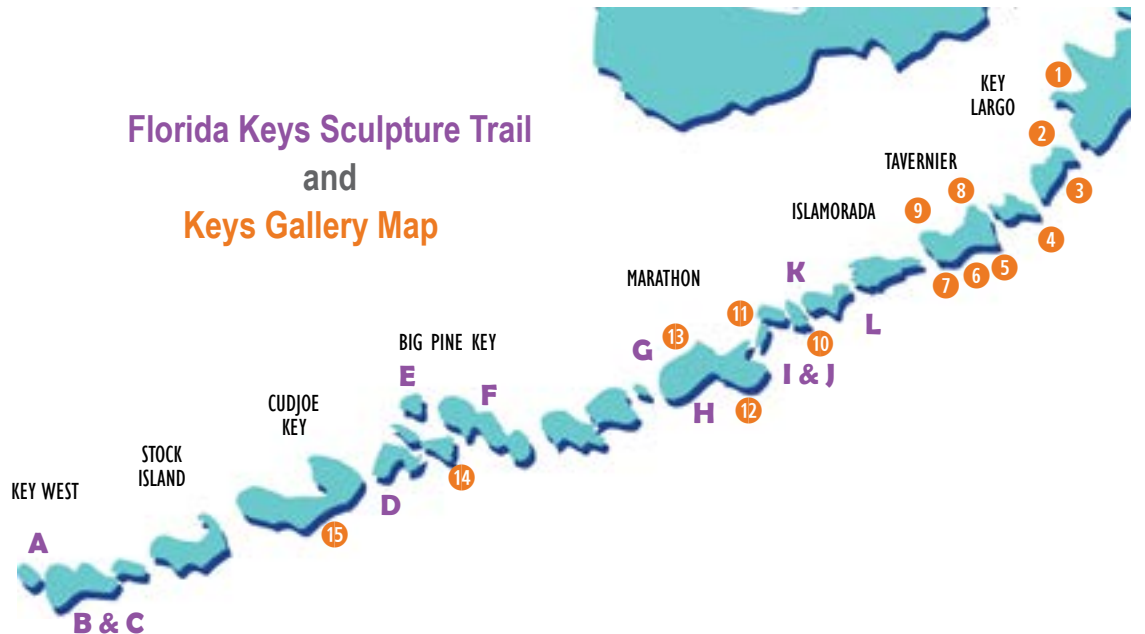 Florida Keys Sculpture Trail
and
Keys Gallery Map
KEY
LARGO
1
2
3
TAVERNIER
8
4
ISLAMORADA
9
5
6
7
K
L
MARATHON
11
10
13
G
I & J
H
12
BIG PINE KEY
E
F
14
D
CUDJOE
KEY
15
STOCK
ISLAND
KEY WEST
A
B & C